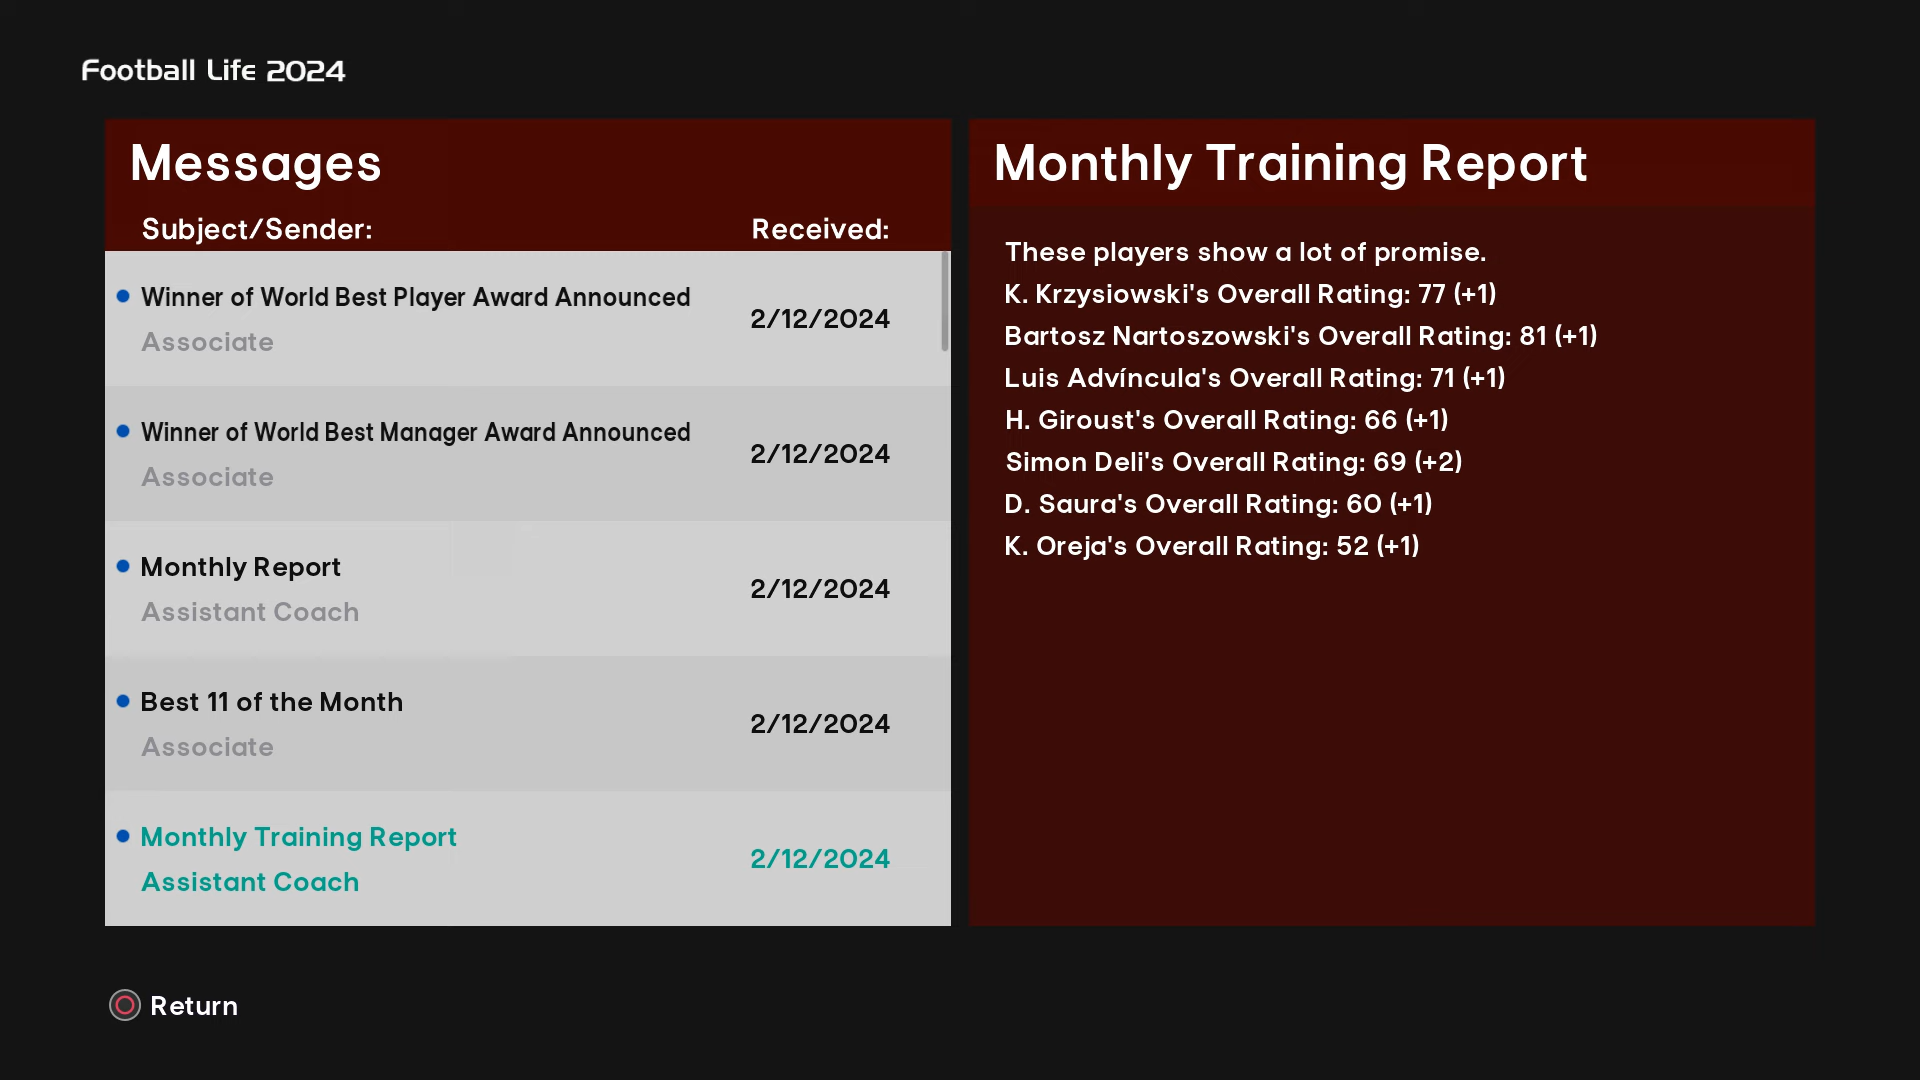 Football Life 2024
Messages
Subject/Sender: Received:
Winner of World Best Player Award Announced
Associate
2/12/2024
Winner of World Best Manager Award Announced
Associate
2/12/2024
Monthly Report
Assistant Coach
2/12/2024
Best 11 of the Month
Associate
2/12/2024
Monthly Training Report
Assistant Coach
2/12/2024
Monthly Training Report
These players show a lot of promise.
K. Krzysiowski's Overall Rating: 77 (+1)
Bartosz Nartoszowski's Overall Rating: 81 (+1)
Luis Advíncula's Overall Rating: 71 (+1)
H. Giroust's Overall Rating: 66 (+1)
Simon Deli's Overall Rating: 69 (+2)
D. Saura's Overall Rating: 60 (+1)
K. Oreja's Overall Rating: 52 (+1)
Return